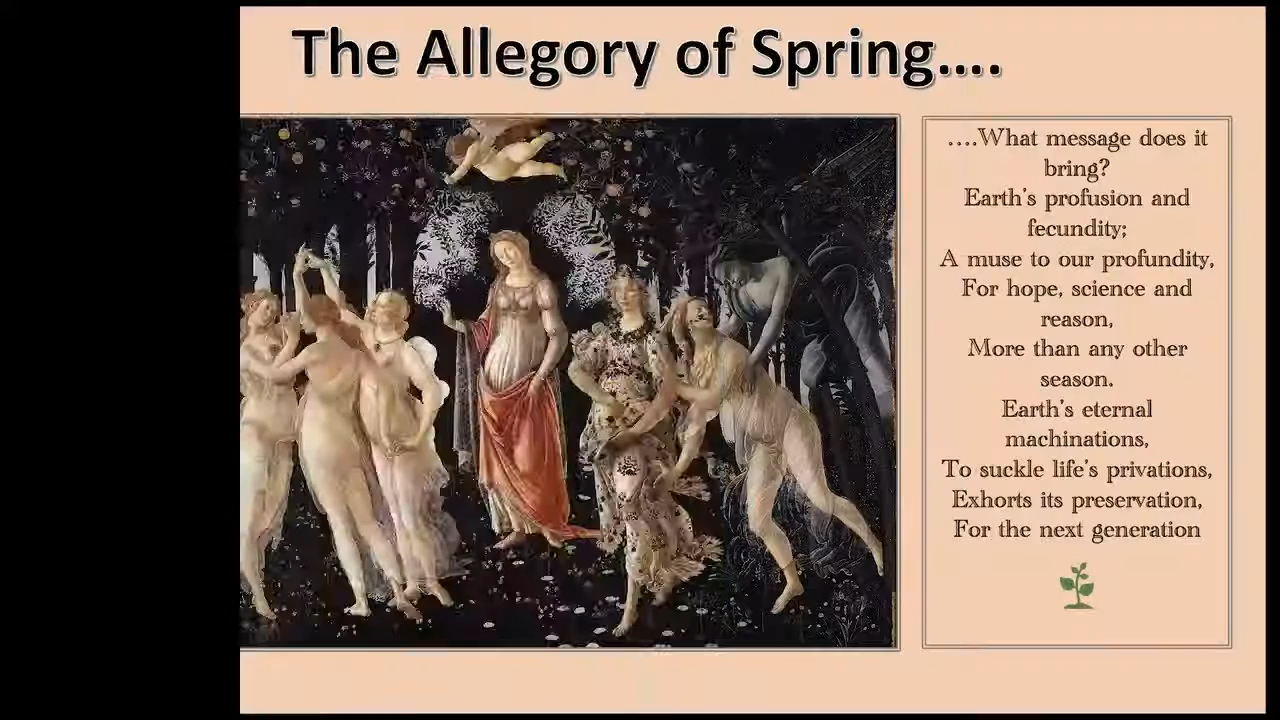 The Allegory of Spring....
....What message does it
bring?
Earth's profusion and
fecundity;
A muse to our profundity,
For hope, science and
reason,
More than any other
season.
Earth's eternal
machinations,
To suckle life's privations,
Exhorts its preservation,
For the next generation